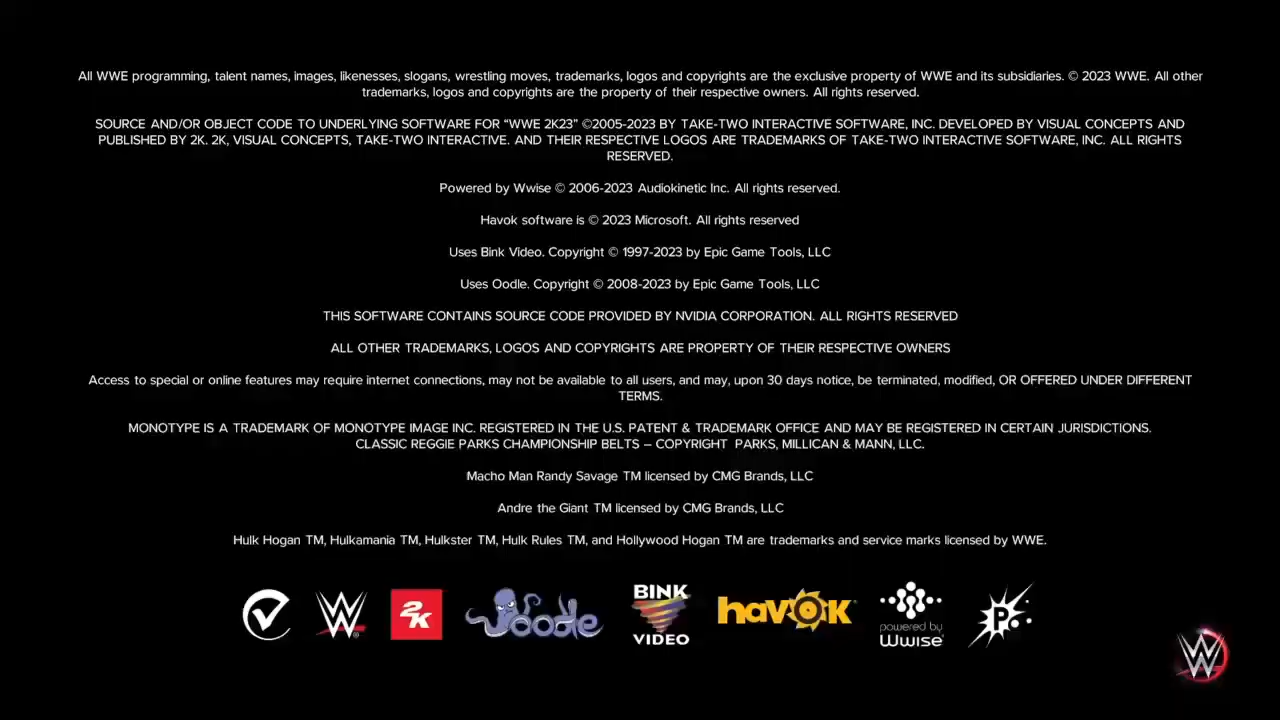 All WWE programming, talent names, images, likenesses, slogans, wrestling moves, trademarks, logos and copyrights are the exclusive property of WWE and its subsidiaries. © 2023 WWE. All other
trademarks, logos and copyrights are the property of their respective owners. All rights reserved.
SOURCE AND/OR OBJECT CODE TO UNDERLYING SOFTWARE FOR “WWE 2K23” ©2005-2023 BY TAKE-TWO INTERACTIVE SOFTWARE, INC. DEVELOPED BY VISUAL CONCEPTS AND
PUBLISHED BY 2K. 2K, VISUAL CONCEPTS, TAKE-TWO INTERACTIVE. AND THEIR RESPECTIVE LOGOS ARE TRADEMARKS OF TAKE-TWO INTERACTIVE SOFTWARE, INC. ALL RIGHTS
RESERVED.
Powered by Wwise © 2006-2023 Audiokinetic Inc. All rights reserved.
Havok software is © 2023 Microsoft. All rights reserved
Uses Bink Video. Copyright © 1997-2023 by Epic Game Tools, LLC
Uses Oodle. Copyright © 2008-2023 by Epic Game Tools, LLC
THIS SOFTWARE CONTAINS SOURCE CODE PROVIDED BY NVIDIA CORPORATION. ALL RIGHTS RESERVED
ALL OTHER TRADEMARKS, LOGOS AND COPYRIGHTS ARE PROPERTY OF THEIR RESPECTIVE OWNERS
Access to special or online features may require internet connections, may not be available to all users, and may, upon 30 days notice, be terminated, modified, OR OFFERED UNDER DIFFERENT
TERMS.
MONOTYPE IS A TRADEMARK OF MONOTYPE IMAGE INC. REGISTERED IN THE U.S. PATENT & TRADEMARK OFFICE AND MAY BE REGISTERED IN CERTAIN JURISDICTIONS.
CLASSIC REGGIE PARKS CHAMPIONSHIP BELTS – COPYRIGHT PARKS, MILLICAN & MANN, LLC.
Macho Man Randy Savage TM licensed by CMG Brands, LLC
Andre the Giant TM licensed by CMG Brands, LLC
Hulk Hogan TM, Hulkamania TM, Hulkster TM, Hulk Rules TM, and Hollywood Hogan TM are trademarks and service marks licensed by WWE.
W 2K oodle BINK VIDEO havok powered by Wwise P
W